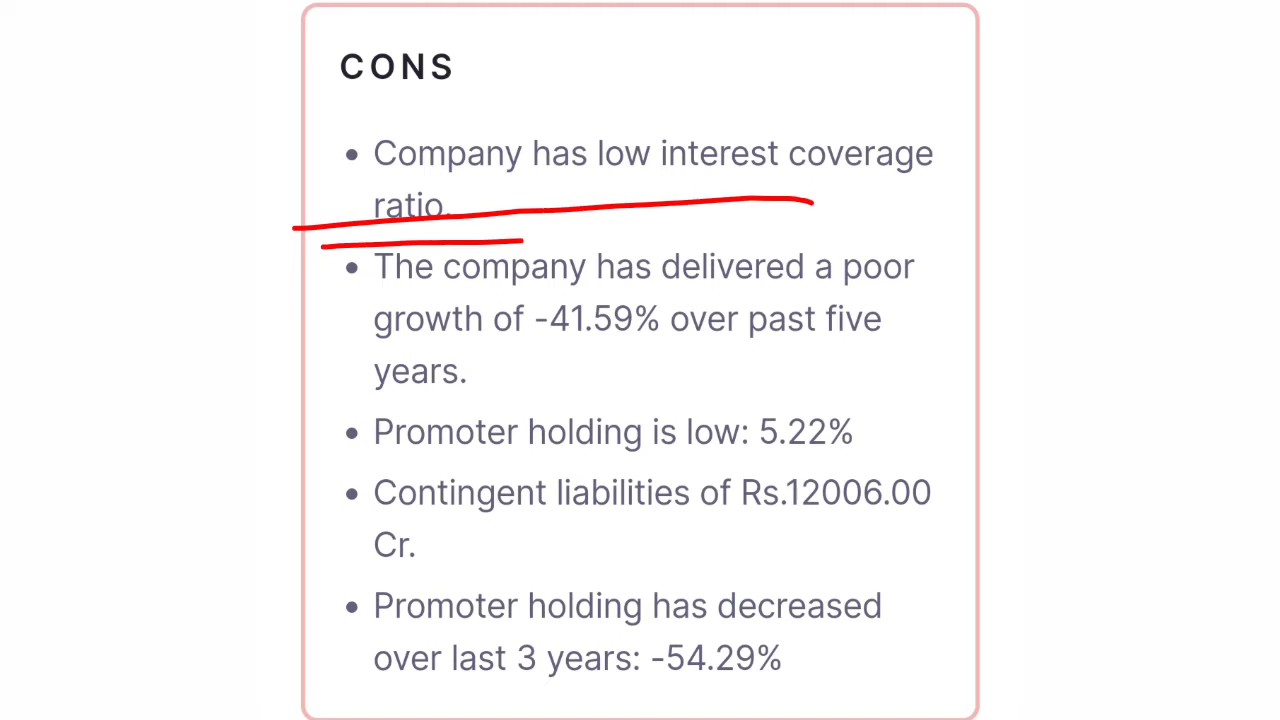 CONS
• Company has low interest coverage
ratio.
• The company has delivered a poor
growth of -41.59% over past five
years.
• Promoter holding is low: 5.22%
• Contingent liabilities of Rs.12006.00
Cr.
• Promoter holding has decreased
over last 3 years: -54.29%